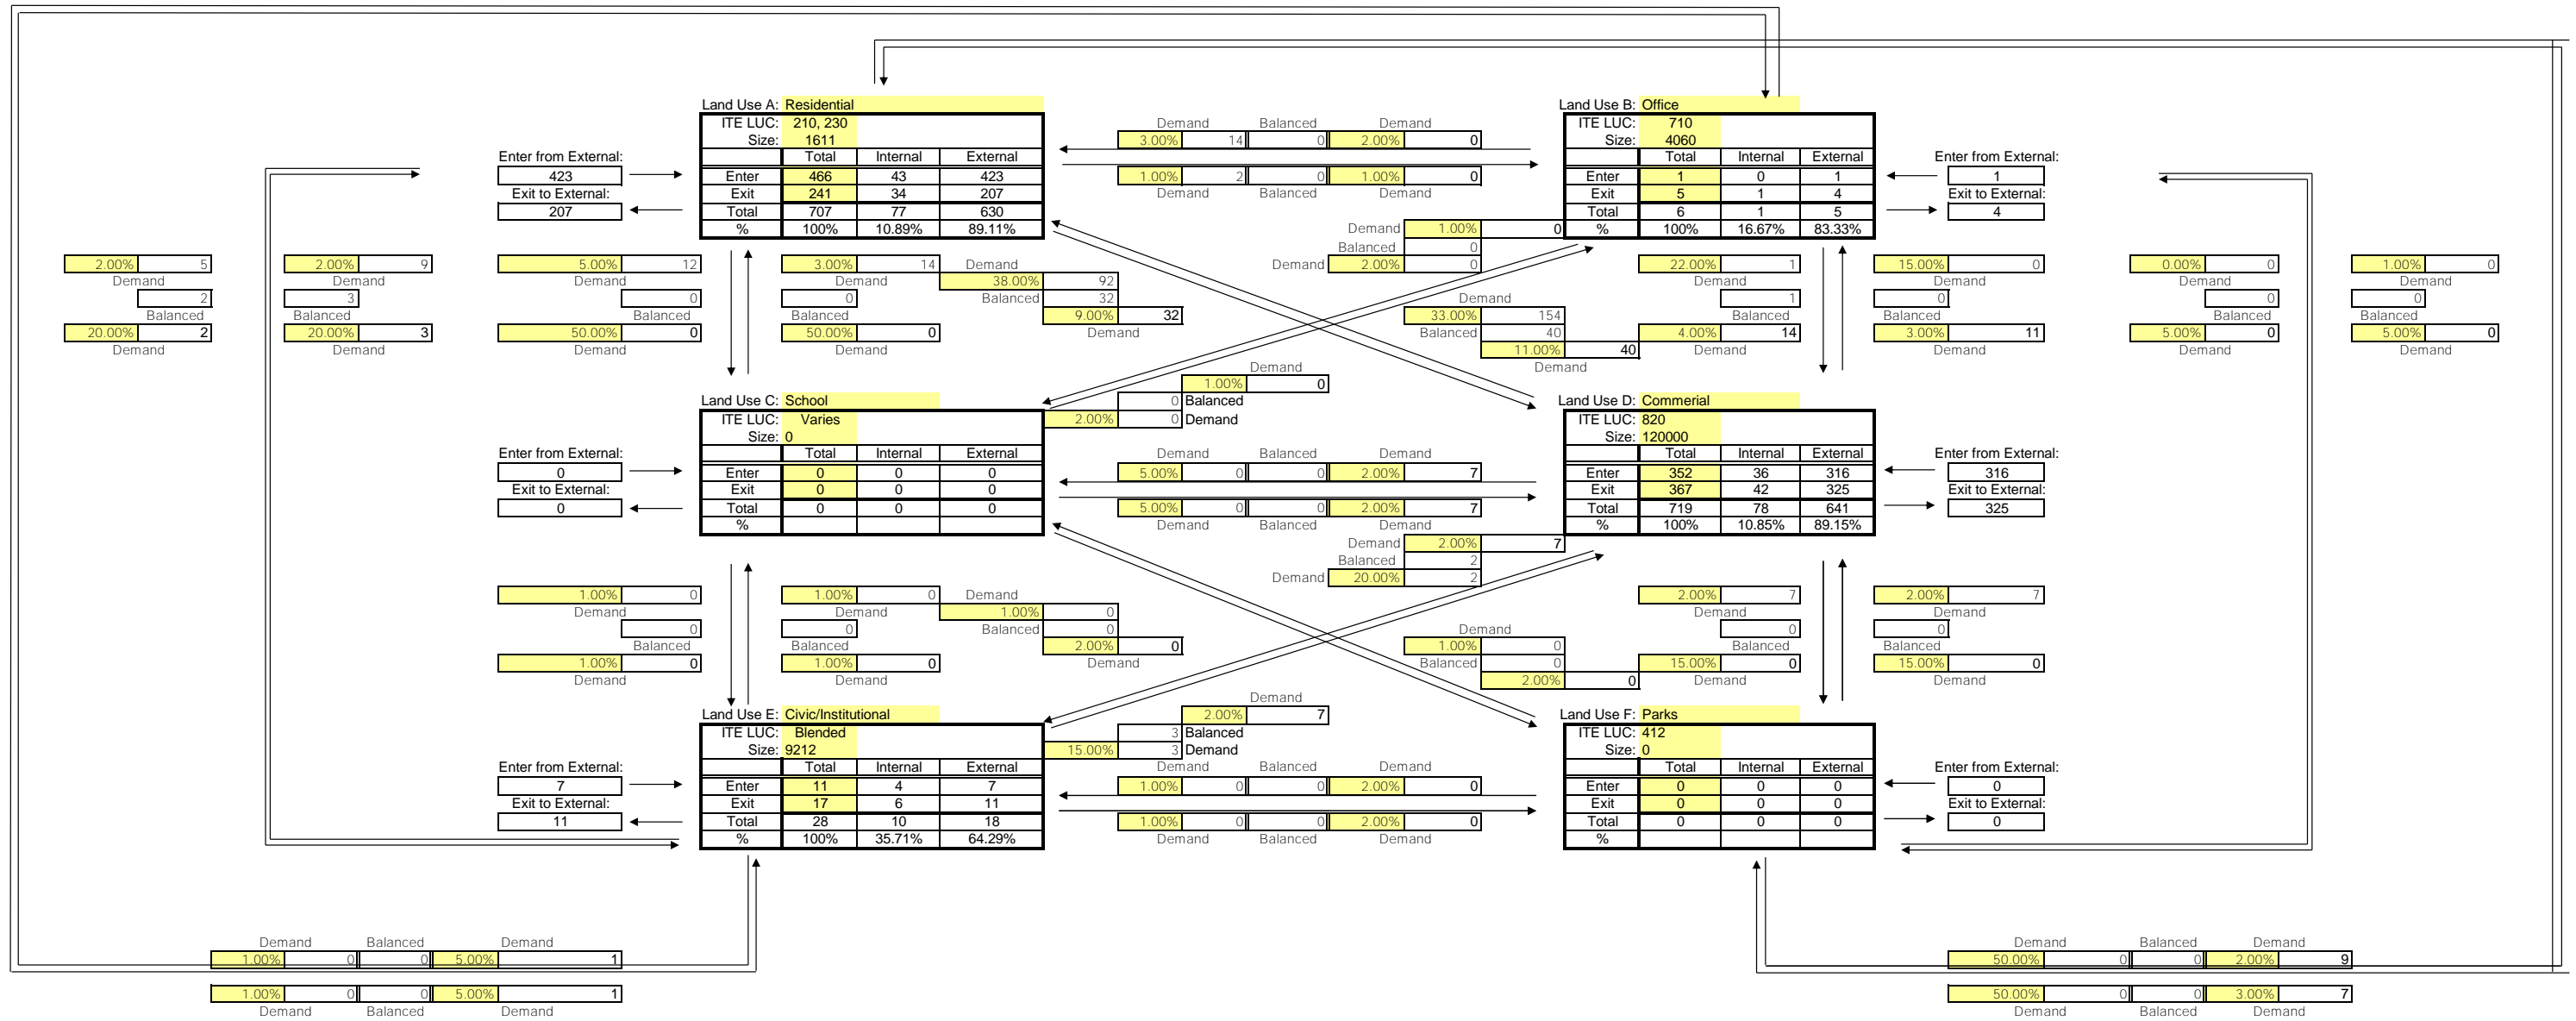 Land Use A: Residential Land Use B: Office
ITE LUC: 210, 230 Demand Balanced Demand ITE LUC: 710
Size: 1611 3.00% 14 0 2.00% 0 Size: 4060
Enter from External: Total Internal External Total Internal External Enter from External:
423 Enter 466 43 423 1.00% 2 0 1.00% 0 Enter 1 0 1 1
Exit to External: Exit 241 34 207 Demand Balanced Demand Exit 5 1 4 Exit to External:
207 Total 707 77 630 Total 6 1 5 4
% 100% 10.89% 89.11% Demand 1.00% 0 % 100% 16.67% 83.33%
Balanced 0
2.00% 5 2.00% 9 5.00% 12 3.00% 14 Demand Demand 2.00% 0 22.00% 1 15.00% 0 0.00% 0 1.00% 0
Demand Demand Demand Demand 38.00% 92 Demand Demand Demand Demand
2 3 0 0 Balanced 32 Demand 1 0 0 0
Balanced Balanced Balanced Balanced 9.00% 32 33.00% 154 Balanced Balanced Balanced Balanced
20.00% 2 20.00% 3 50.00% 0 50.00% 0 Demand Balanced 40 4.00% 14 3.00% 11 5.00% 0 5.00% 0
Demand Demand Demand Demand 11.00% 40 Demand Demand Demand Demand
Demand Demand
1.00% 0
Land Use C: School 0 Balanced Land Use D: Commerial
ITE LUC: Varies 2.00% 0 Demand ITE LUC: 820
Size: 0 Size: 120000
Enter from External: Total Internal External Demand Balanced Demand Total Internal External Enter from External:
0 Enter 0 0 0 5.00% 0 0 2.00% 7 Enter 352 36 316 316
Exit to External: Exit 0 0 0 Exit 367 42 325 Exit to External:
0 Total 0 0 0 5.00% 0 0 2.00% 7 Total 719 78 641 325
% Demand Balanced Demand % 100% 10.85% 89.15%
Demand 2.00% 7
Balanced 2
Demand 20.00% 2
1.00% 0 1.00% 0 Demand 2.00% 7 2.00% 7
Demand Demand 1.00% 0 Demand Demand
0 0 Balanced 0 Demand 0 0
Balanced Balanced 2.00% 0 1.00% 0 Balanced Balanced
1.00% 0 1.00% 0 Demand Balanced 0 15.00% 0 15.00% 0
Demand Demand 2.00% 0 Demand Demand
Demand
Land Use E: Civic/Institutional 2.00% 7 Land Use F: Parks
ITE LUC: Blended 3 Balanced ITE LUC: 412
Size: 9212 15.00% 3 Demand Size: 0
Enter from External: Total Internal External Demand Balanced Demand Total Internal External Enter from External:
7 Enter 11 4 7 1.00% 0 0 2.00% 0 Enter 0 0 0 0
Exit to External: Exit 17 6 11 Exit 0 0 0 Exit to External:
11 Total 28 10 18 1.00% 0 0 2.00% 0 Total 0 0 0 0
% 100% 35.71% 64.29% Demand Balanced Demand %
Demand Balanced Demand Demand Balanced Demand
1.00% 0 0 5.00% 1 50.00% 0 0 2.00% 9
1.00% 0 0 5.00% 1 50.00% 0 0 3.00% 7
Demand Balanced Demand Demand Balanced Demand